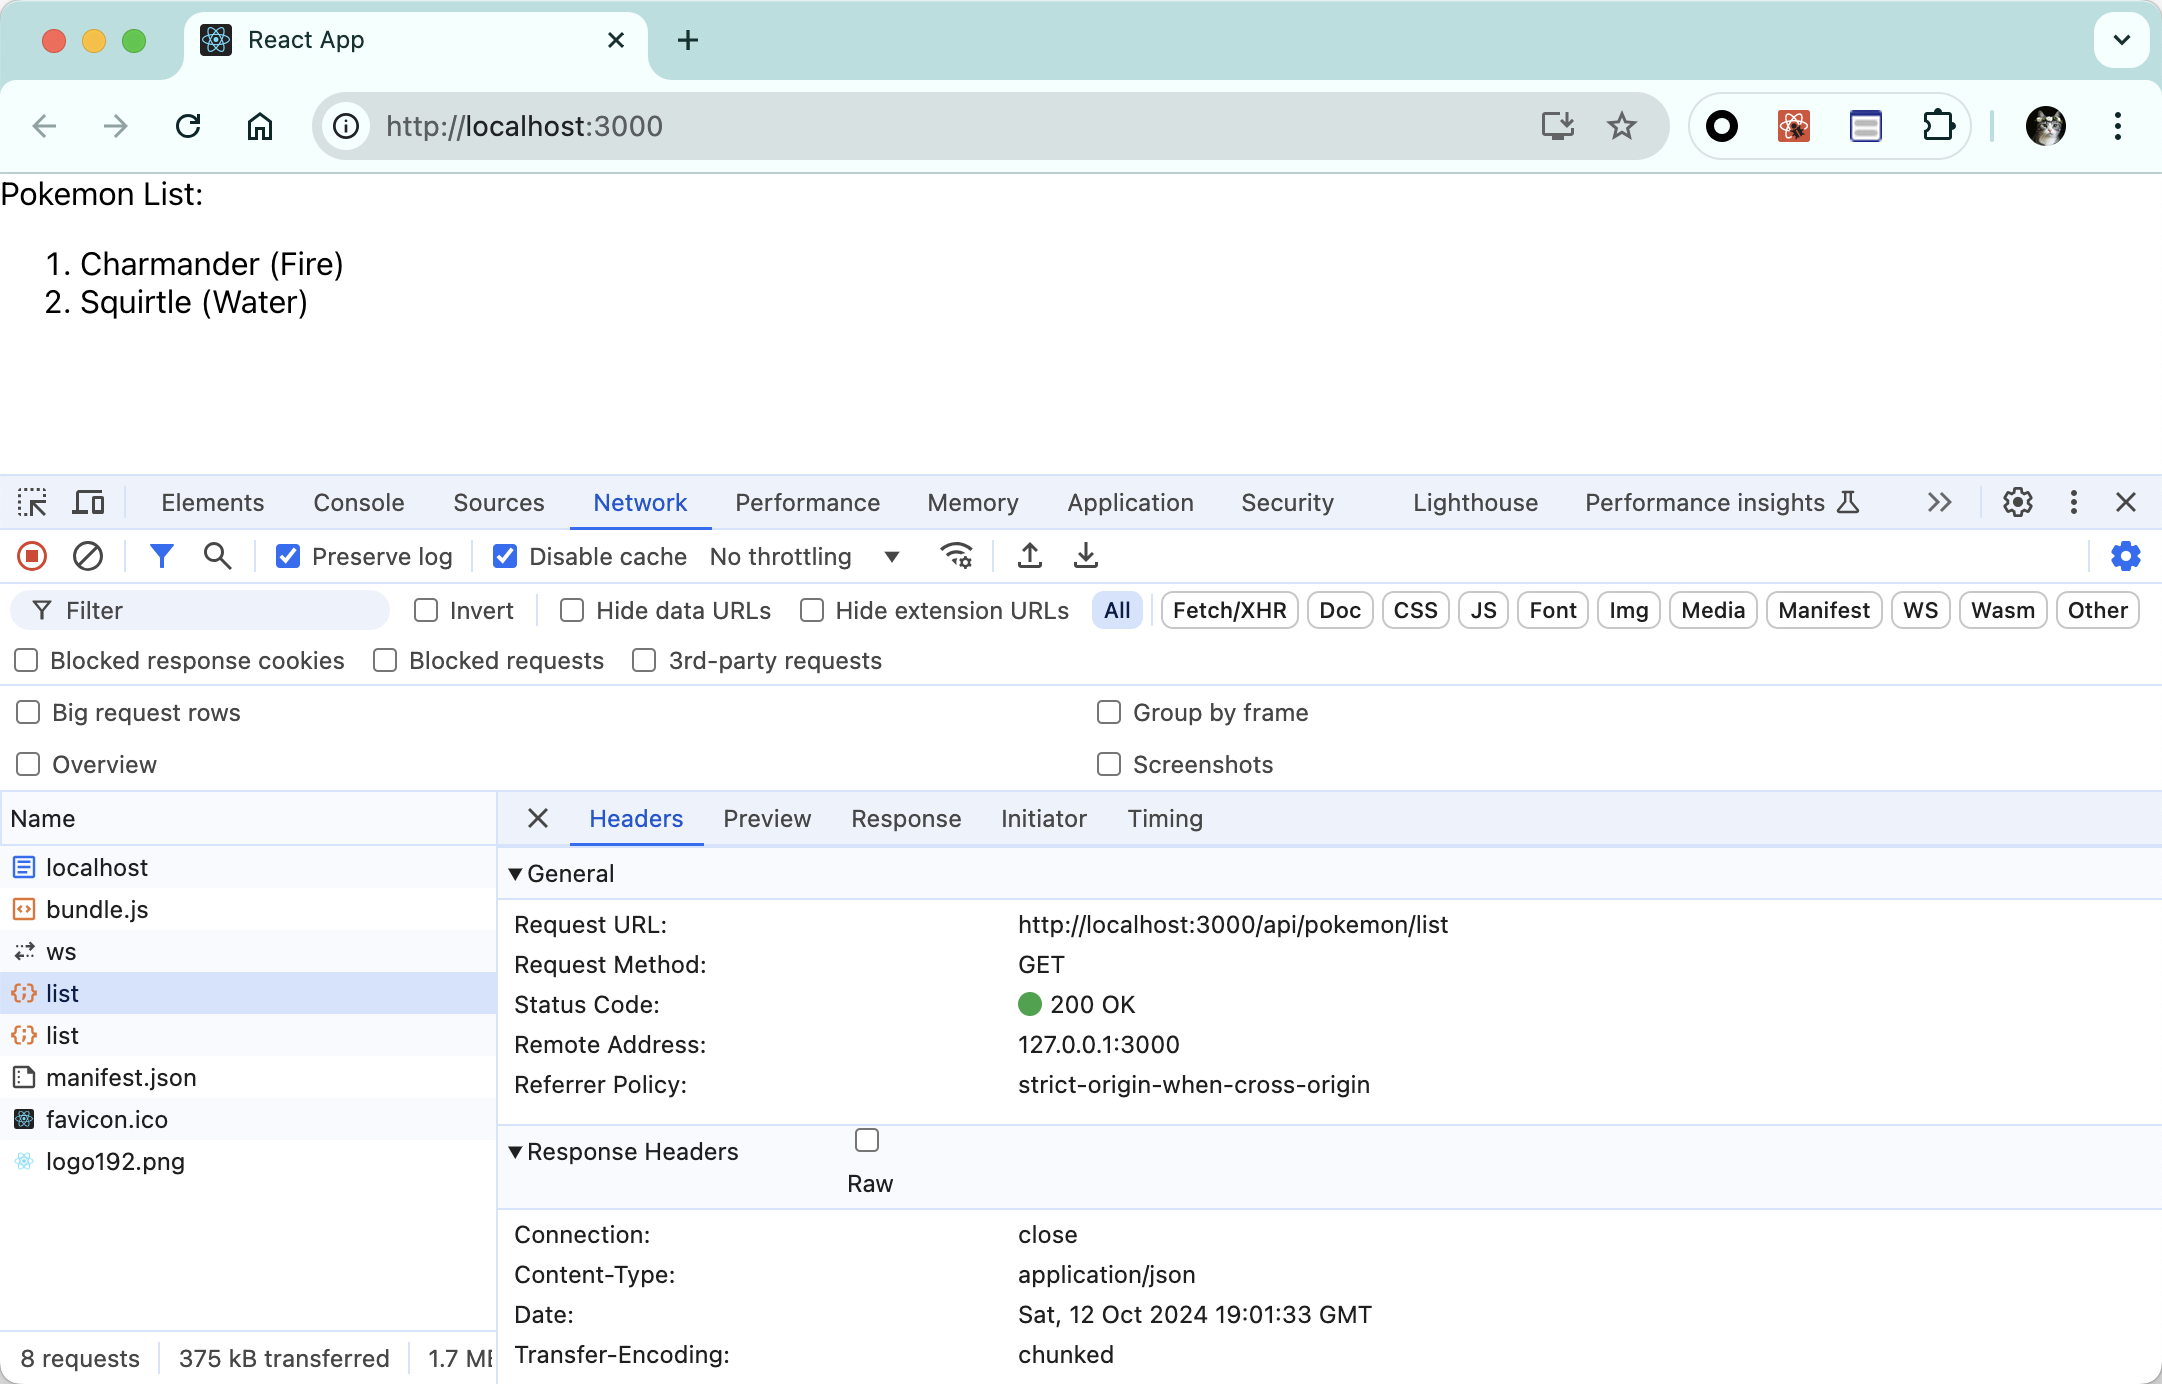 React App
http://localhost:3000
Pokemon List:
1. Charmander (Fire)
2. Squirtle (Water)
Elements Console Sources Network Performance Memory Application Security Lighthouse Performance insights
Preserve log Disable cache No throttling
Filter Invert Hide data URLs Hide extension URLs All Fetch/XHR Doc CSS JS Font Img Media Manifest WS Wasm Other
Blocked response cookies Blocked requests 3rd-party requests
Big request rows Group by frame
Overview Screenshots
Name
localhost
bundle.js
ws
list
list
manifest.json
favicon.ico
logo192.png
8 requests 375 kB transferred 1.7 
Headers Preview Response Initiator Timing
General
Request URL: http://localhost:3000/api/pokemon/list
Request Method: GET
Status Code: 200 OK
Remote Address: 127.0.0.1:3000
Referrer Policy: strict-origin-when-cross-origin
Response Headers
Raw
Connection: close
Content-Type: application/json
Date: Sat, 12 Oct 2024 19:01:33 GMT
Transfer-Encoding: chunked